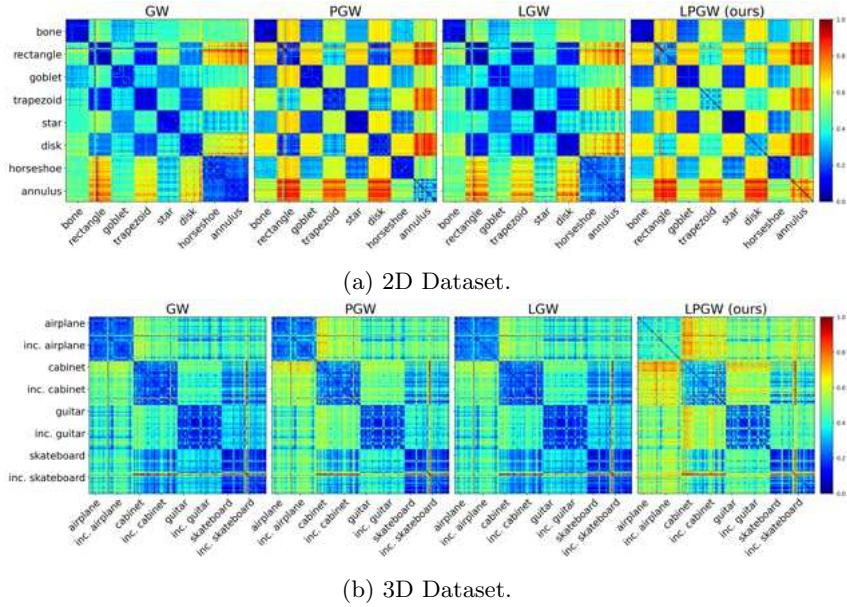 GW PGW LGW LPGW (ours)
bone
rectangle
goblet
trapezoid
star
disk
horseshoe
annulus
1.0
0.8
0.6
0.4
0.2
0.0
bone rectangle goblet trapezoid star disk horseshoe annulus bone rectangle goblet trapezoid star disk horseshoe annulus bone rectangle goblet trapezoid star disk horseshoe annulus bone rectangle goblet trapezoid star disk horseshoe annulus
(a) 2D Dataset.
GW PGW LGW LPGW (ours)
airplane
inc. airplane
cabinet
inc. cabinet
guitar
inc. guitar
skateboard
inc. skateboard
1.0
0.8
0.6
0.4
0.2
0.0
airplane inc. airplane cabinet inc. cabinet guitar inc. guitar skateboard inc. skateboard airplane inc. airplane cabinet inc. cabinet guitar inc. guitar skateboard inc. skateboard airplane inc. airplane cabinet inc. cabinet guitar inc. guitar skateboard inc. skateboard airplane inc. airplane cabinet inc. cabinet guitar inc. guitar skateboard inc. skateboard
(b) 3D Dataset.